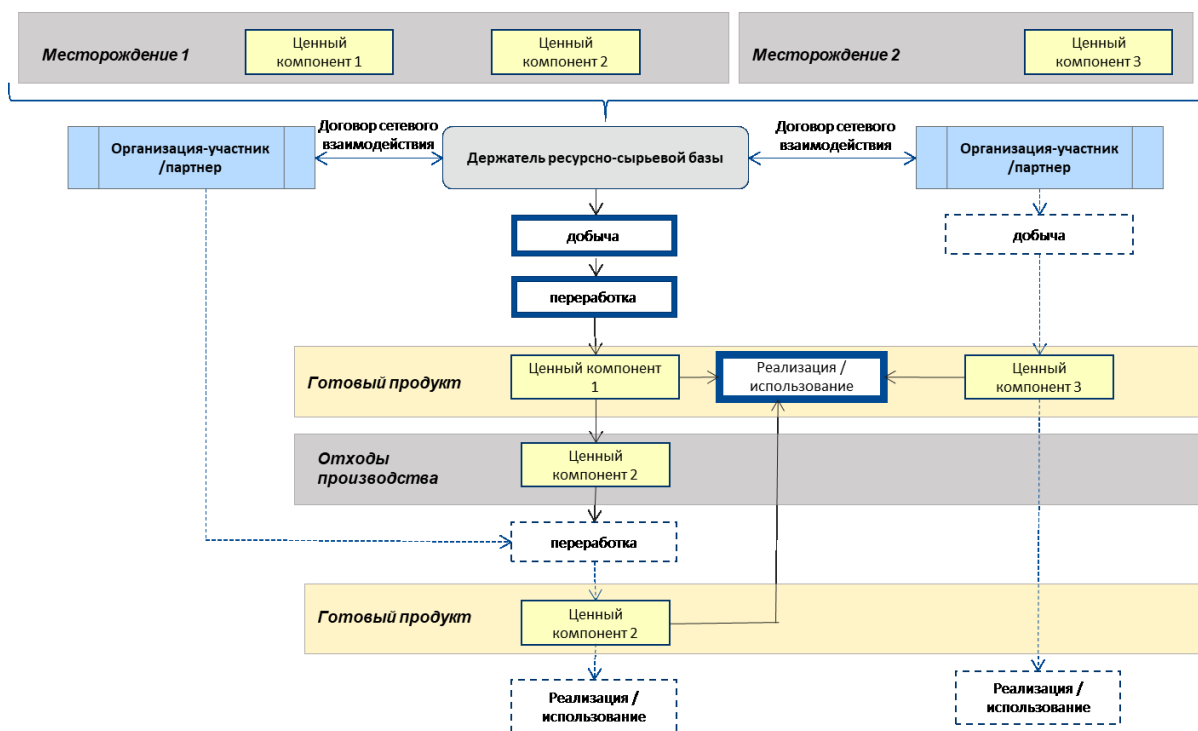 Месторождение 1
Ценный
компонент 1
Ценный
компонент 2
Месторождение 2
Ценный
компонент 3
Организация-участник
/партнер
Договор сетевого
взаимодействия
Держатель ресурсно-сырьевой базы
Договор сетевого
взаимодействия
Организация-участник
/партнер
добыча
добыча
переработка
Готовый продукт
Ценный компонент
1
Реализация /
использование
Ценный
компонент 3
Отходы
производства
Ценный
компонент 2
переработка
Готовый продукт
Ценный
компонент 2
Реализация /
использование
Реализация /
использование